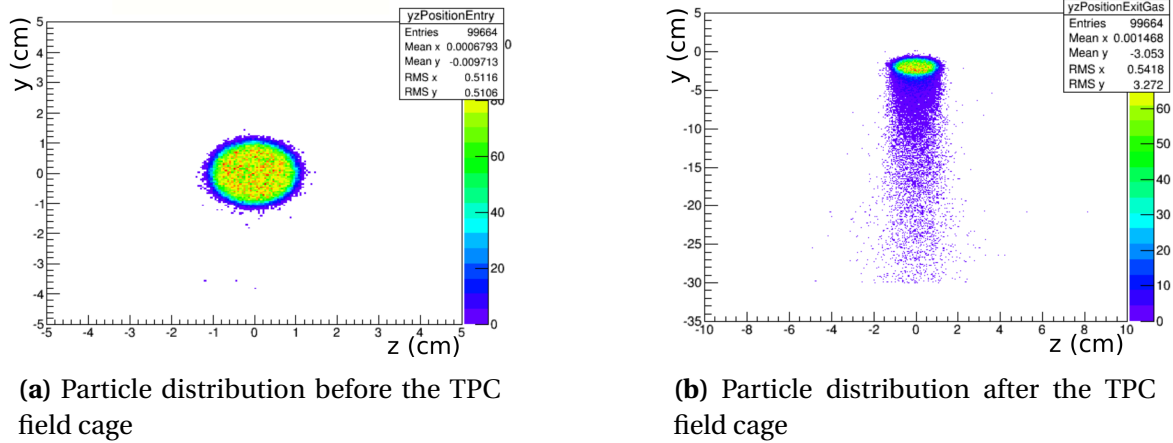 yzPositionEntry
Entries 99664
Mean x 0.0006793
Mean y -0.009713
RMS x 0.5116
RMS y 0.5106
0
80
60
40
20
0
y (cm)
5
4
3
2
1
0
-1
-2
-3
-4
-5
-5 -4 -3 -2 -1 0 1 2 3 4 5
z (cm)
(a) Particle distribution before the TPC
field cage
yzPositionExitGas
Entries 99664
Mean x 0.001468
Mean y -3.053
RMS x 0.5418
RMS y 3.272
60
50
40
30
20
10
0
y (cm)
5
0
-5
-10
-15
-20
-25
-30
-35
-10 -8 -6 -4 -2 0 2 4 6 8 10
z (cm)
(b) Particle distribution after the TPC
field cage